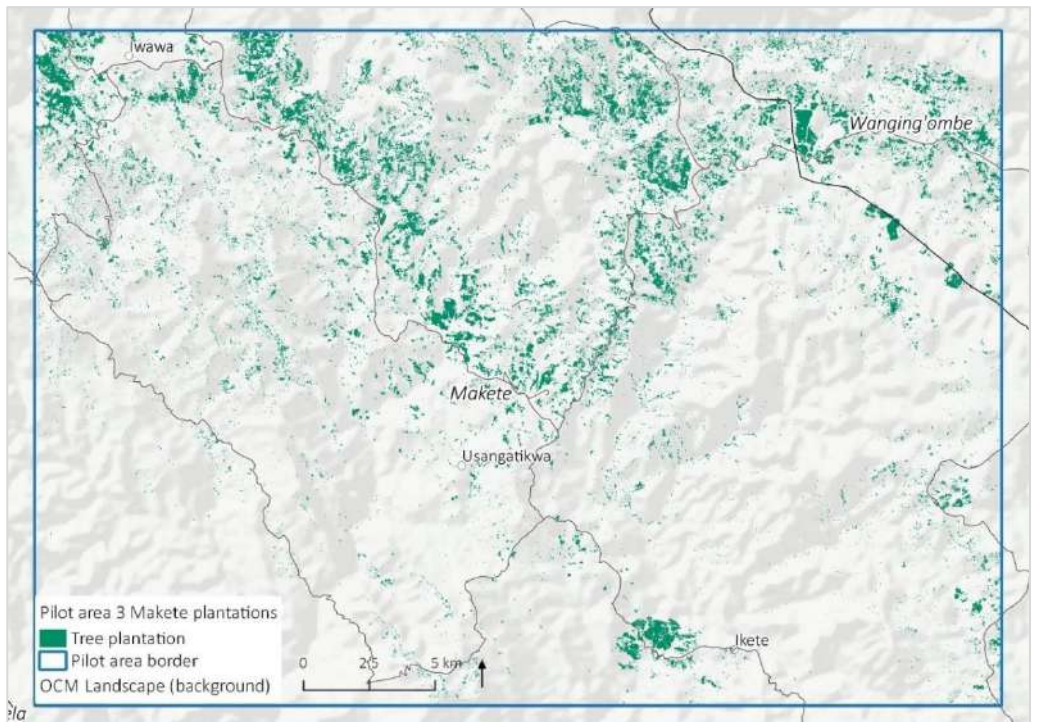 Iwawa
Wanging'ombe
Makete
Usangatikwa
Pilot area 3 Makete plantations
Tree plantation
Pilot area border
OCM Landscape (background)
0 2.5 5 km
Ikete
ela